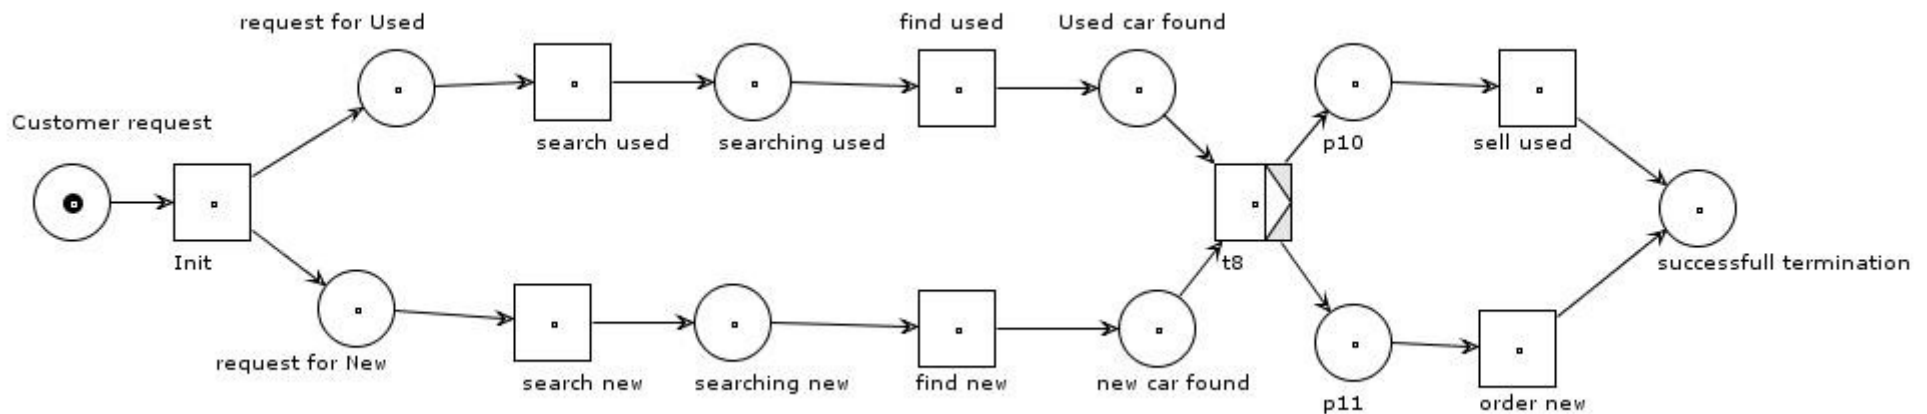 request for Used
find used
Used car found
Customer request
search used
searching used
p10
sell used
Init
t8
successfull termination
request for New
search new
searching new
find new
new car found
p11
order new